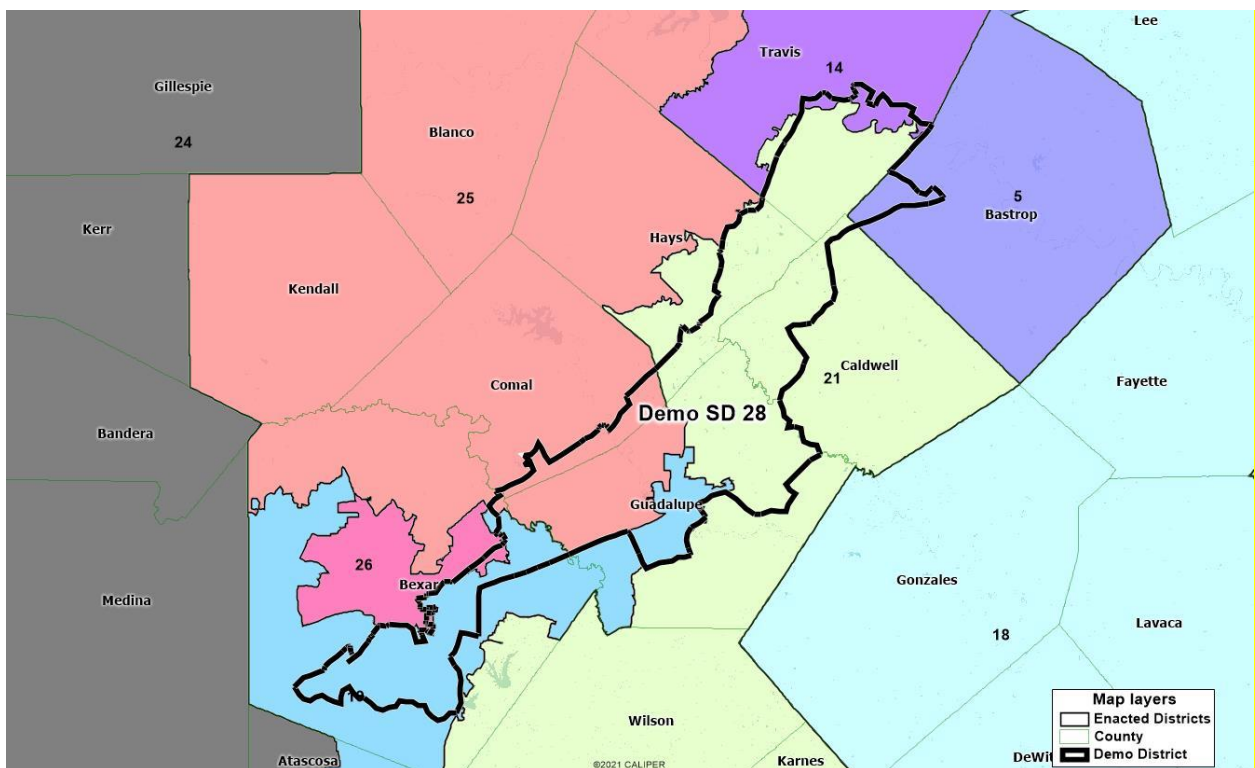 Lee
Travis
14
Gillespie
24
Blanco
25
5
Bastrop
Kerr
Hays
Kendall
Caldwell
21
Fayette
Comal
Demo SD 28
Bandera
Guadalupe
26
Bexar
Gonzales
Medina
Lavaca
18
19
Wilson
Map layers
Enacted Districts
County
Demo District
Atascosa
©2021 CALIPER
Karnes
DeWit